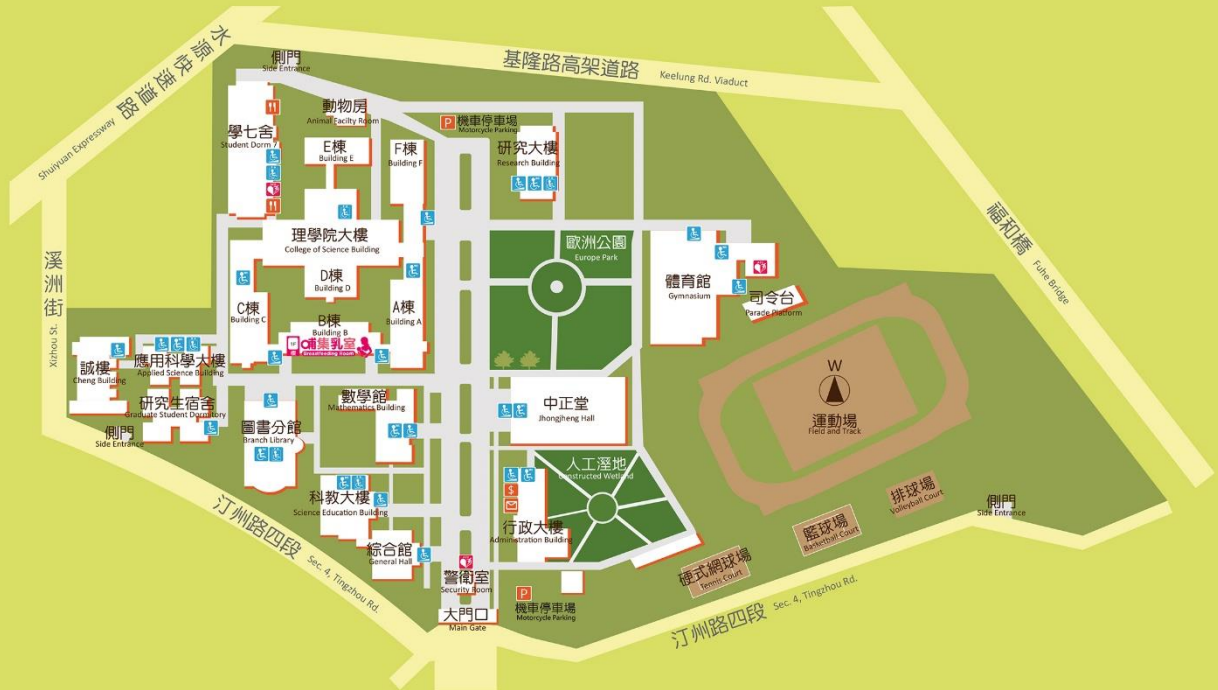 水源快速道路
Shuiyuan Expressway
側門
Side Entrance
基隆路高架道路
Keelung Rd. Viaduct
動物房
Animal Facilty Room
P
機車停車場
Motorcycle Parking
學七舍
Student Dorm 7
E棟
Building E
F棟
Building F
研究大樓
Research Building
福和橋
Fuhe Bridge
理學院大樓
College of Science Building
歐洲公園
Europe Park
溪洲街
Xizhou St.
D棟
Building D
體育館
Gymnasium
司令台
Parade Platform
C棟
Building C
A棟
Building A
B棟
Building B
哺集乳室
Breastfeeding Room
誠樓
Cheng Building
應用科學大樓
Applied Science Building
W
運動場
Field and Track
研究生宿舍
Graduate Student Dormitory
數學館
Mathematics Building
中正堂
Jhongjheng Hall
側門
Side Entrance
圖書分館
Branch Library
人工溼地
Constructed Wetland
$
科教大樓
Science Education Building
行政大樓
Administration Building
排球場
Volleyball Court
側門
Side Entrance
籃球場
Basketball Court
綜合館
General Hall
硬式網球場
Tennis Court
汀州路四段
Sec. 4, Tingzhou Rd.
警衛室
Security Room
P
機車停車場
Motorcycle Parking
大門口
Main Gate
汀州路四段
Sec. 4, Tingzhou Rd.